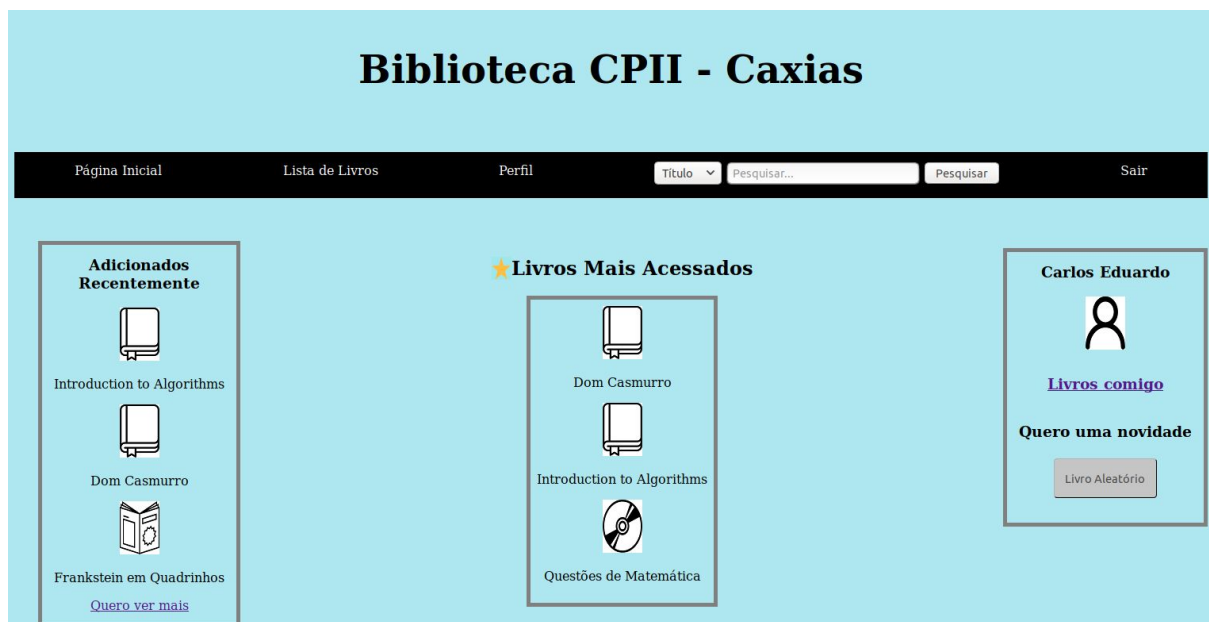 Biblioteca CPII - Caxias
Página Inicial
Lista de Livros
Perfil
Título
Pesquisar...
Pesquisar
Sair
Adicionados
Recentemente
Introduction to Algorithms
Dom Casmurro
Frankstein em Quadrinhos
Quero ver mais
Livros Mais Acessados
Dom Casmurro
Introduction to Algorithms
Questões de Matemática
Carlos Eduardo
Livros comigo
Quero uma novidade
Livro Aleatório